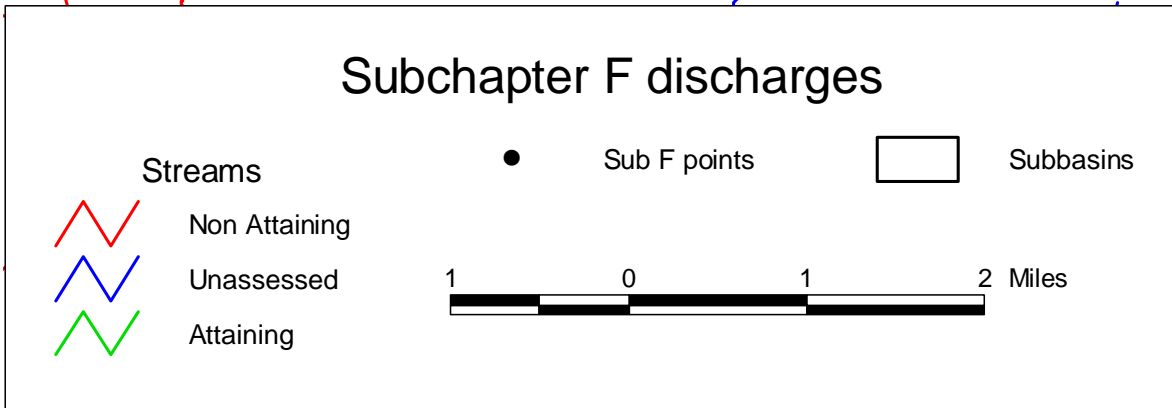 Subchapter F discharges
Streams
Non Attaining
Unassessed
Attaining
Sub F points
Subbasins
1 0 1 2 Miles